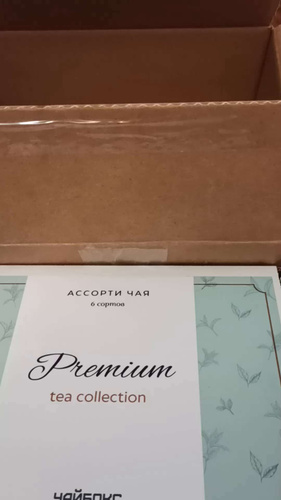 АССОРТИ ЧАЯ
6 сортов
Premium
tea collection
ЧАЙБОКС